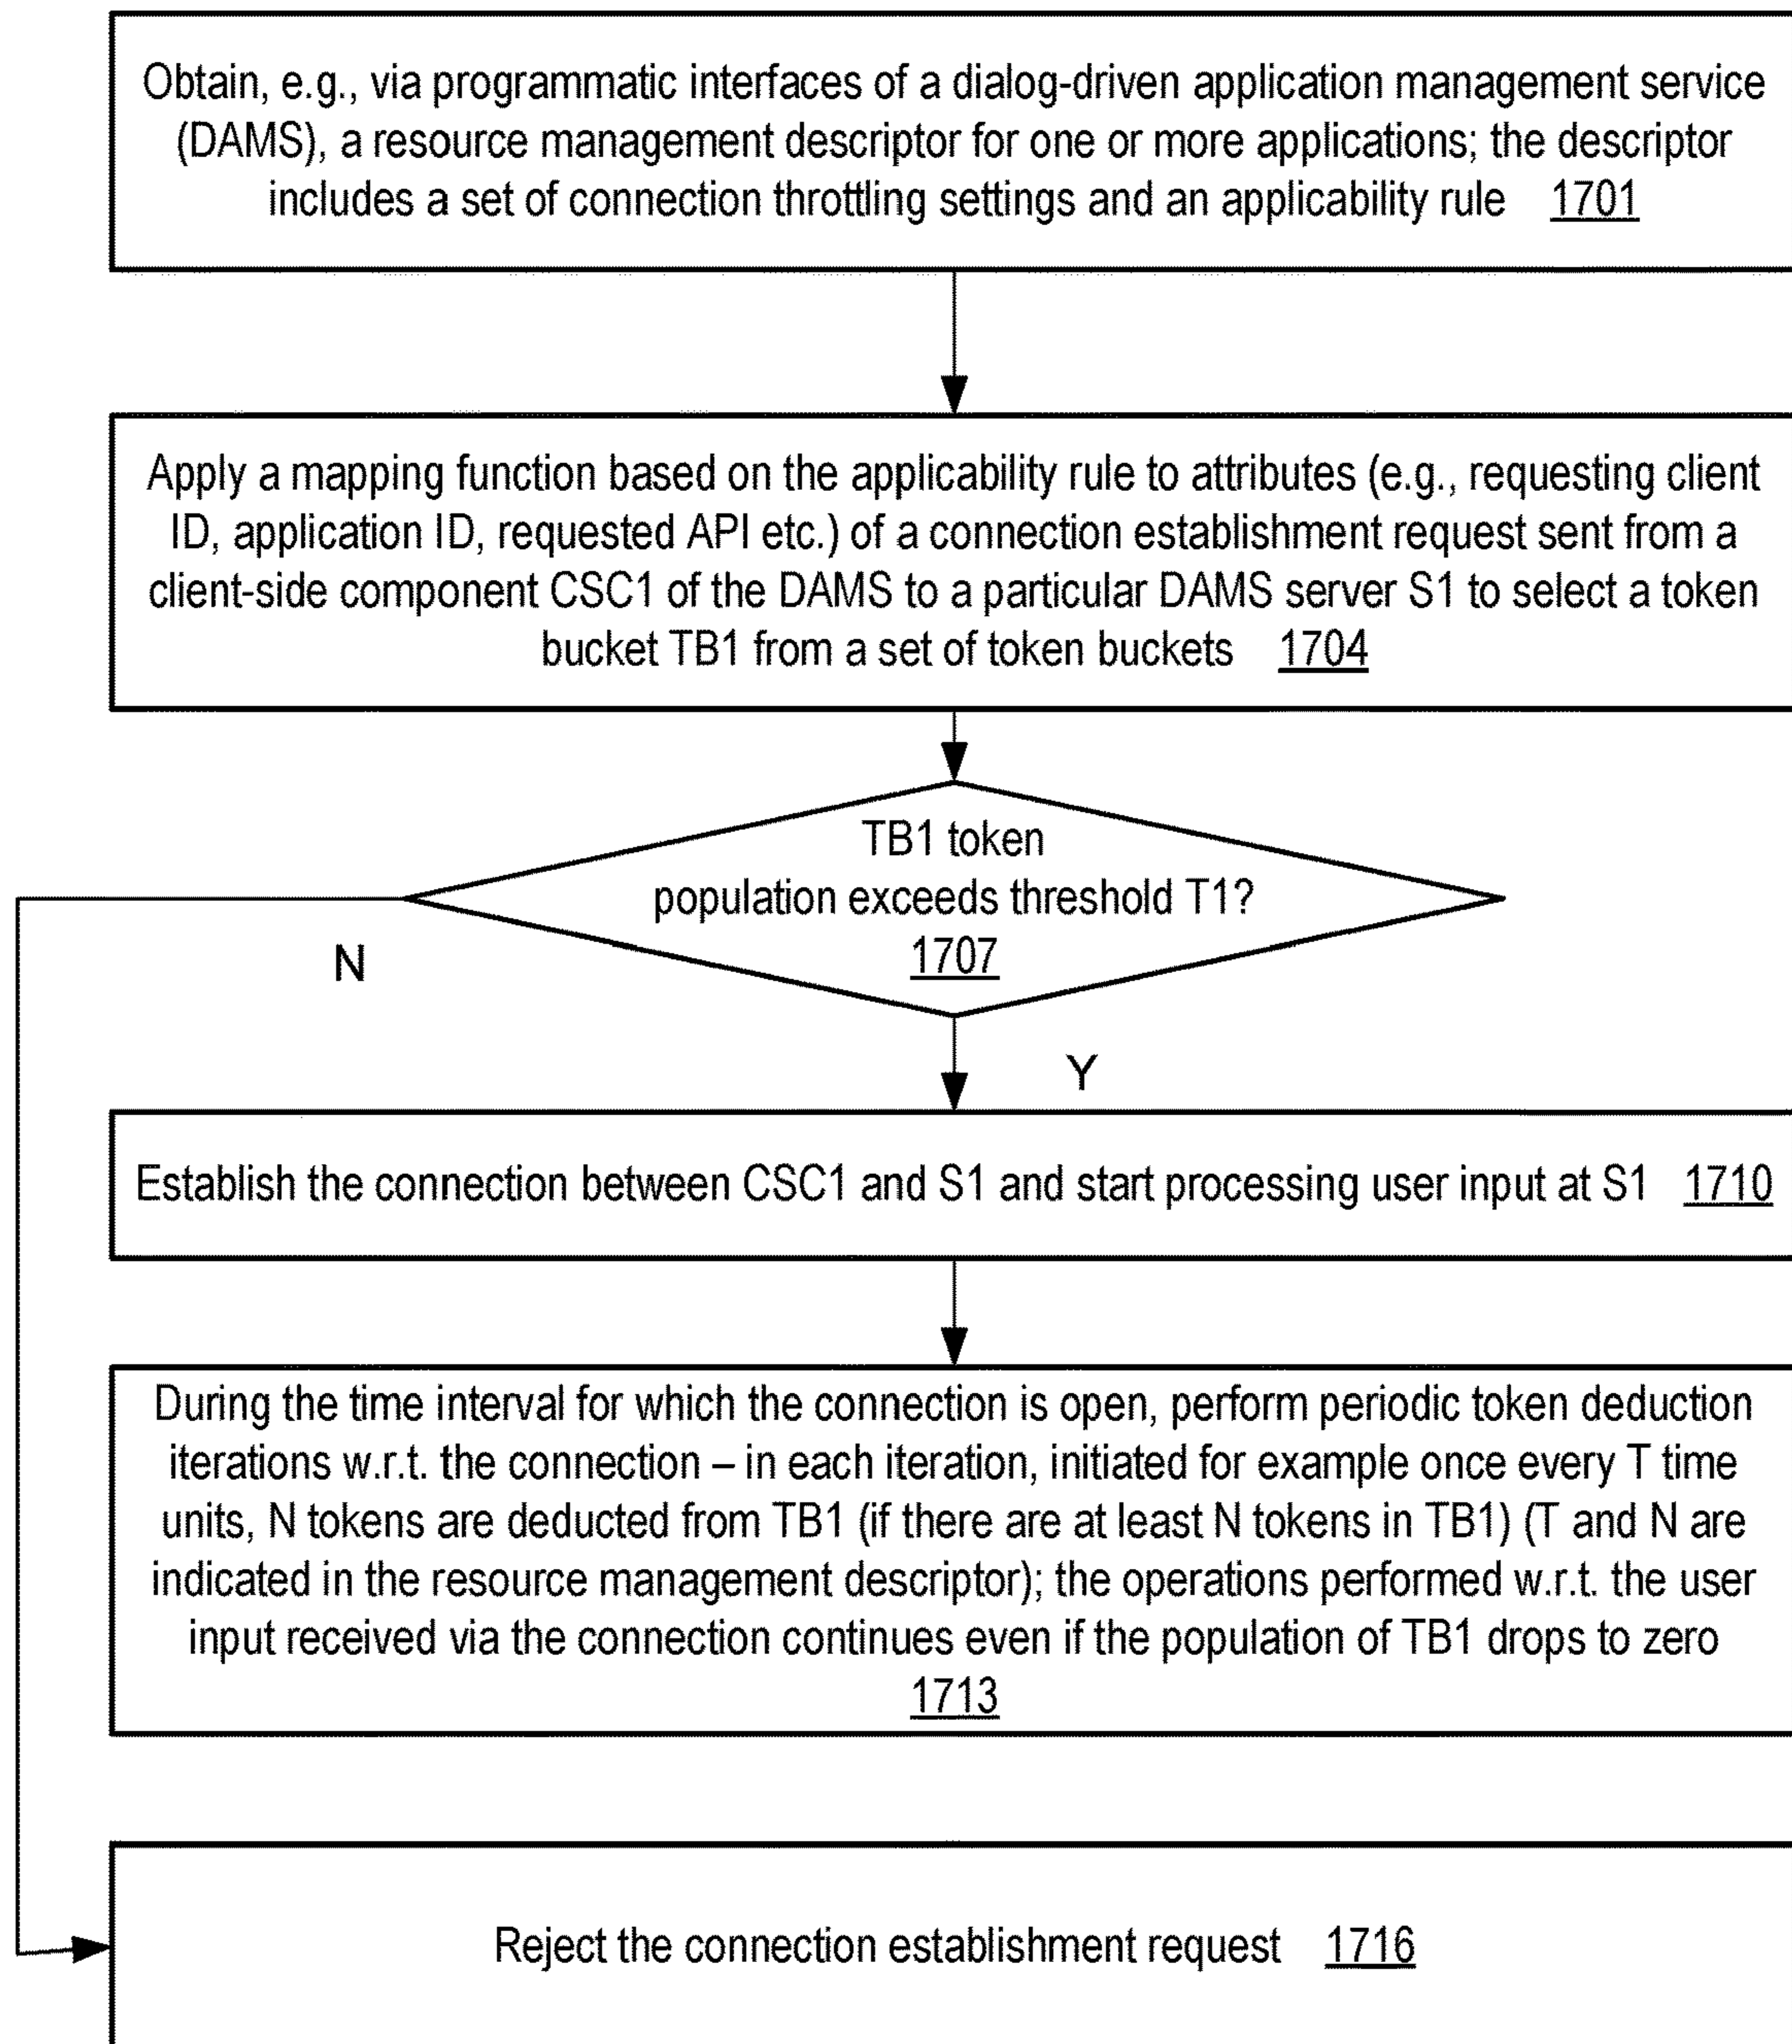 Obtain, e.g., via programmatic interfaces of a dialog-driven application management service
(DAMS), a resource management descriptor for one or more applications; the descriptor
includes a set of connection throttling settings and an applicability rule 1701
Apply a mapping function based on the applicability rule to attributes (e.g., requesting client
ID, application ID, requested API etc.) of a connection establishment request sent from a
client-side component CSC1 of the DAMS to a particular DAMS server S1 to select a token
bucket TB1 from a set of token buckets 1704
TB1 token
population exceeds threshold T1?
1707
N
Y
Establish the connection between CSC1 and S1 and start processing user input at S1 1710
During the time interval for which the connection is open, perform periodic token deduction
iterations w.r.t. the connection – in each iteration, initiated for example once every T time
units, N tokens are deducted from TB1 (if there are at least N tokens in TB1) (T and N are
indicated in the resource management descriptor); the operations performed w.r.t. the user
input received via the connection continues even if the population of TB1 drops to zero
1713
Reject the connection establishment request 1716